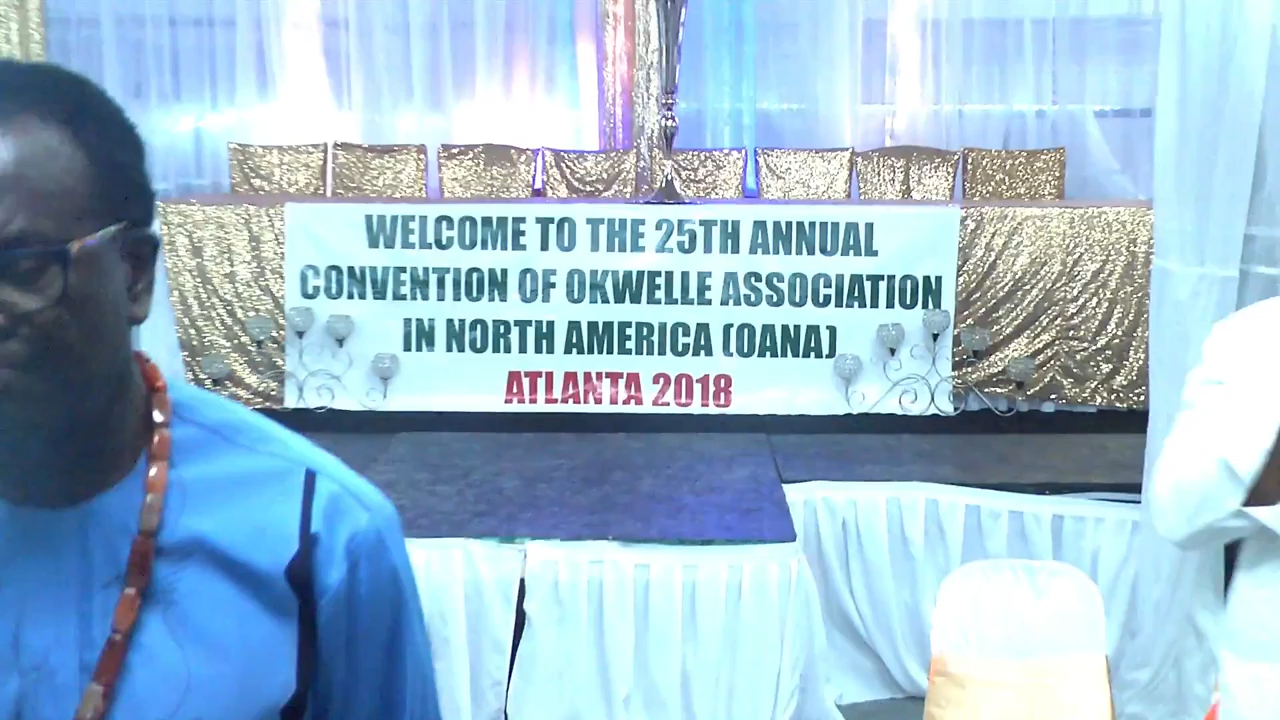 WELCOME TO THE 25TH ANNUAL
CONVENTION OF OKWELLE ASSOCIATION
IN NORTH AMERICA (OANA)
ATLANTA 2018